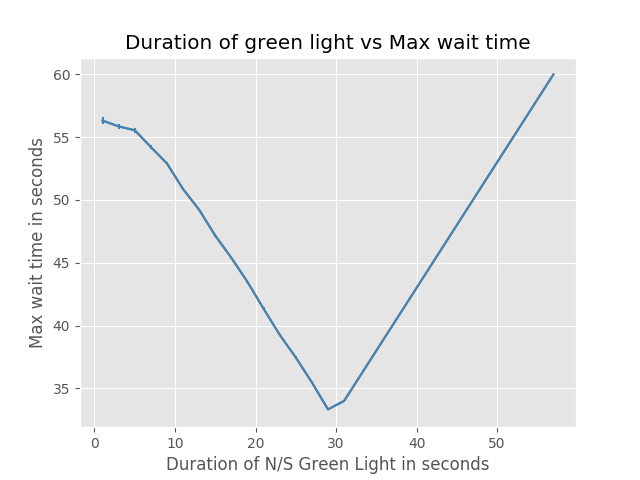 Duration of green light vs Max wait time
60
55
50
45
40
35
Max wait time in seconds
0 10 20 30 40 50
Duration of N/S Green Light in seconds